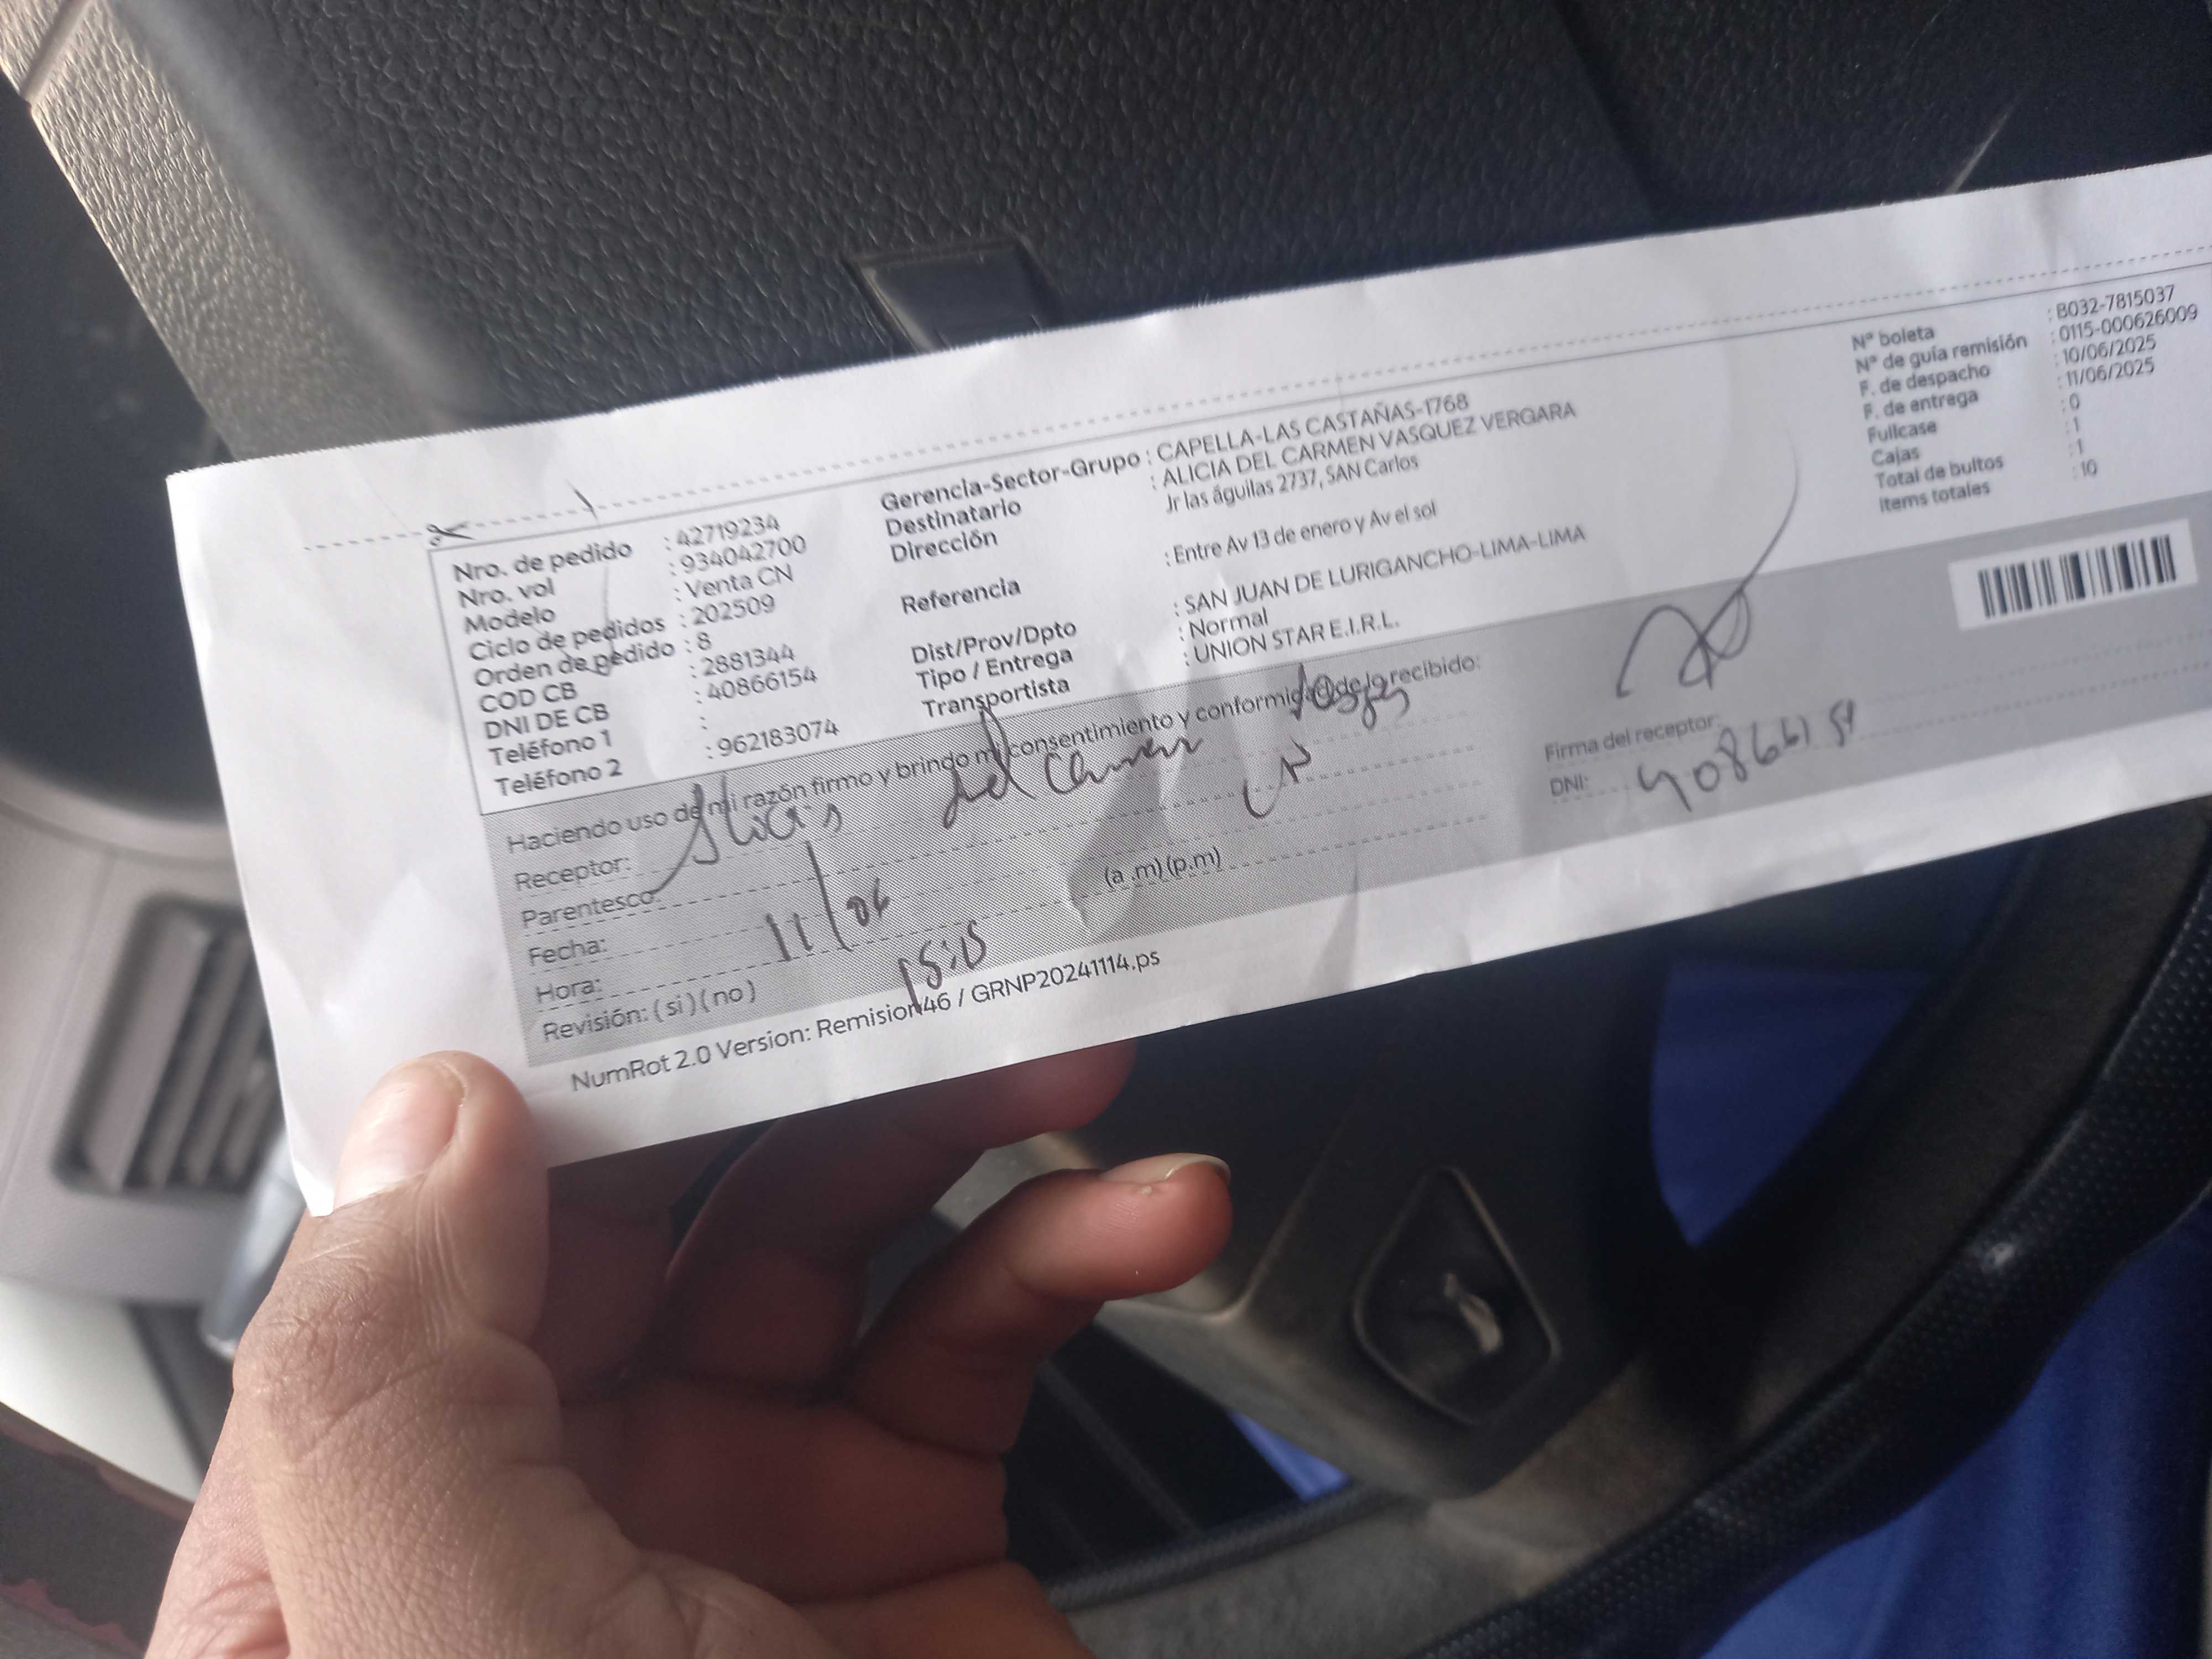 Nro. de pedido : 42719234
Nro. vol : 934042700
Modelo : Venta CN
Ciclo de pedidos : 202509
Orden de pedido : 8
COD CB : 2881344
DNI DE CB : 40866154
Teléfono 1 :
Teléfono 2 : 962183074
Gerencia-Sector-Grupo : CAPELLA-LAS CASTAÑAS-1768
Destinatario : ALICIA DEL CARMEN VASQUEZ VERGARA
Dirección Jr las águilas 2737, SAN Carlos
Referencia : Entre Av 13 de enero y Av el sol
Dist/Prov/Dpto : SAN JUAN DE LURIGANCHO-LIMA-LIMA
Tipo / Entrega : Normal
Transportista : UNION STAR E.I.R.L.
N° boleta : B032-7815037
N° de guía remisión : 0115-000626009
F. de despacho : 10/06/2025
F. de entrega : 11/06/2025
Fullcase : 0
Cajas : 1
Total de bultos : 1
Items totales : 10
Haciendo uso de mi razón firmo y brindo mi consentimiento y conformidad de lo recibido:
Receptor: Alicia del Carmen
Parentesco:
Fecha: 11/06
Hora: 15:15 (a .m) (p.m)
Revisión: ( si ) ( no )
Firma del receptor:
DNI: 40866154
NumRot 2.0 Version: Remision46 / GRNP20241114.ps